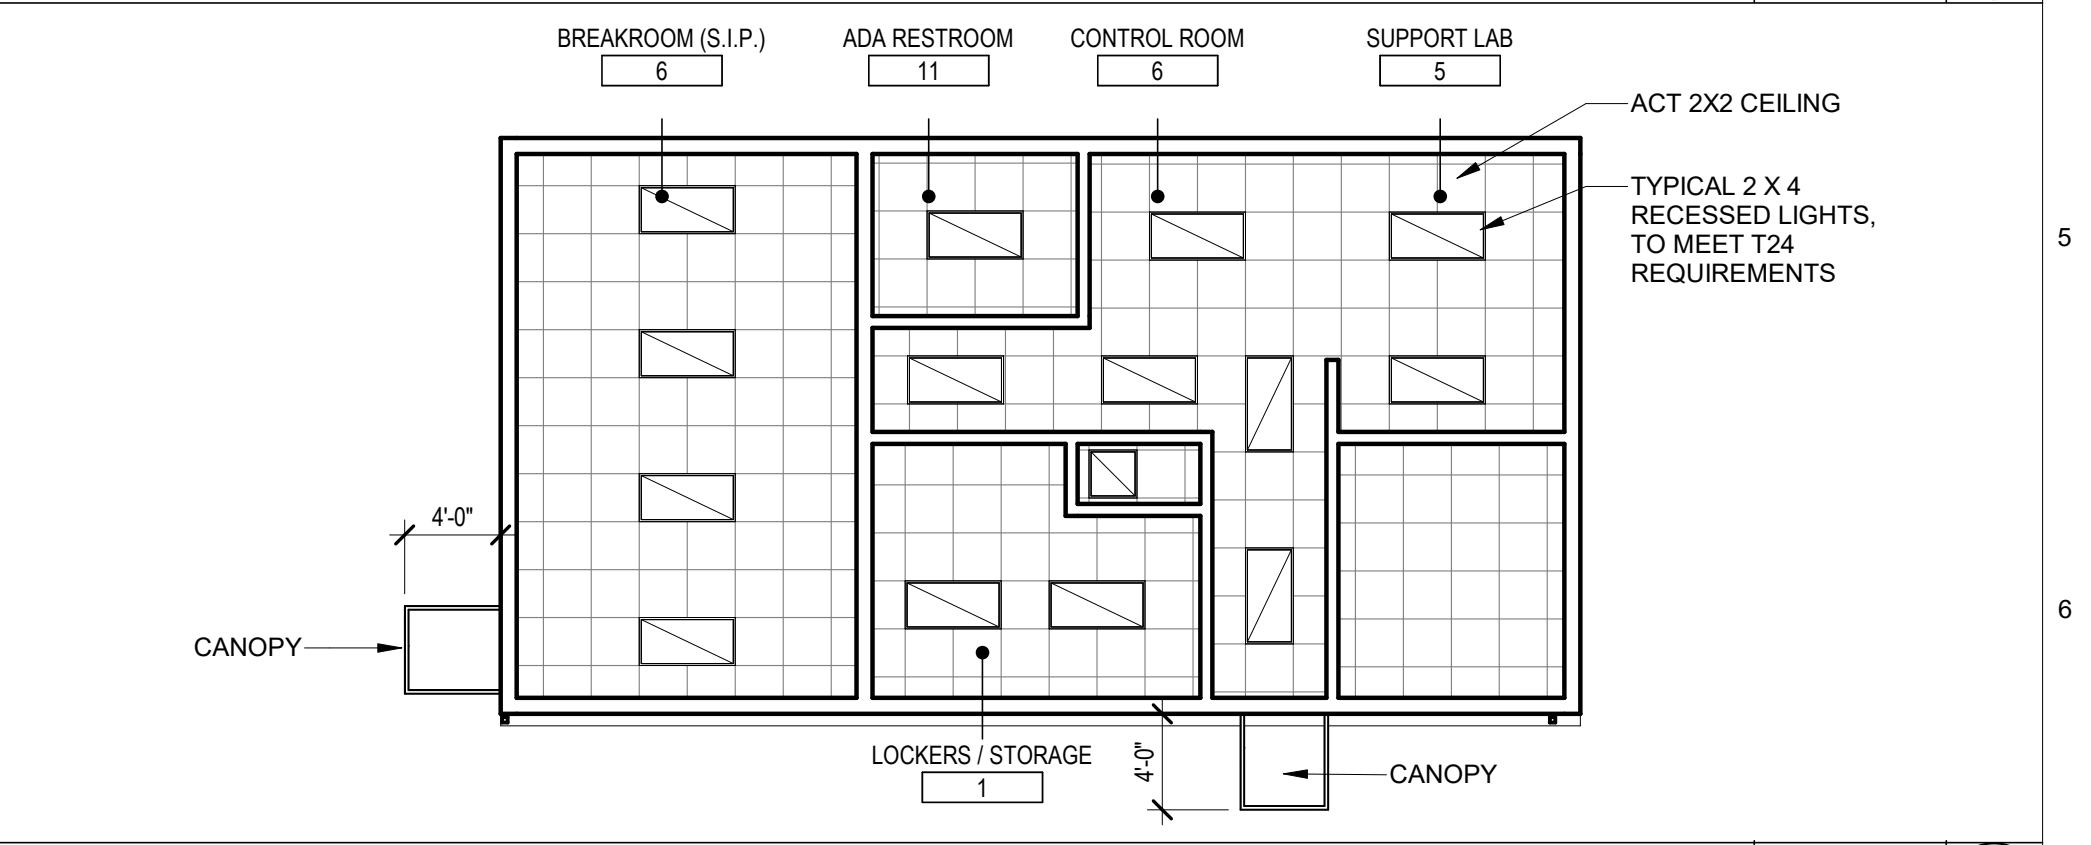 BREAKROOM (S.I.P.)
6
ADA RESTROOM
11
CONTROL ROOM
6
SUPPORT LAB
5
ACT 2X2 CEILING
TYPICAL 2 X 4
RECESSED LIGHTS,
TO MEET T24
REQUIREMENTS
5
4'-0"
CANOPY
6
LOCKERS / STORAGE
1
4'-0"
CANOPY